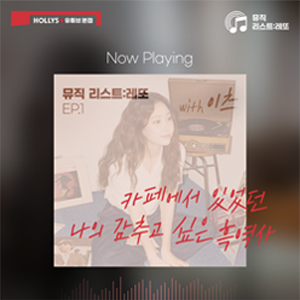 HOLLYS 유튜브 본점
뮤직
리스트:레또
Now Playing
뮤직 리스트:레또
EP.1
with 이츠
카페에서 있었던
나의 감추고 싶은 흑역사